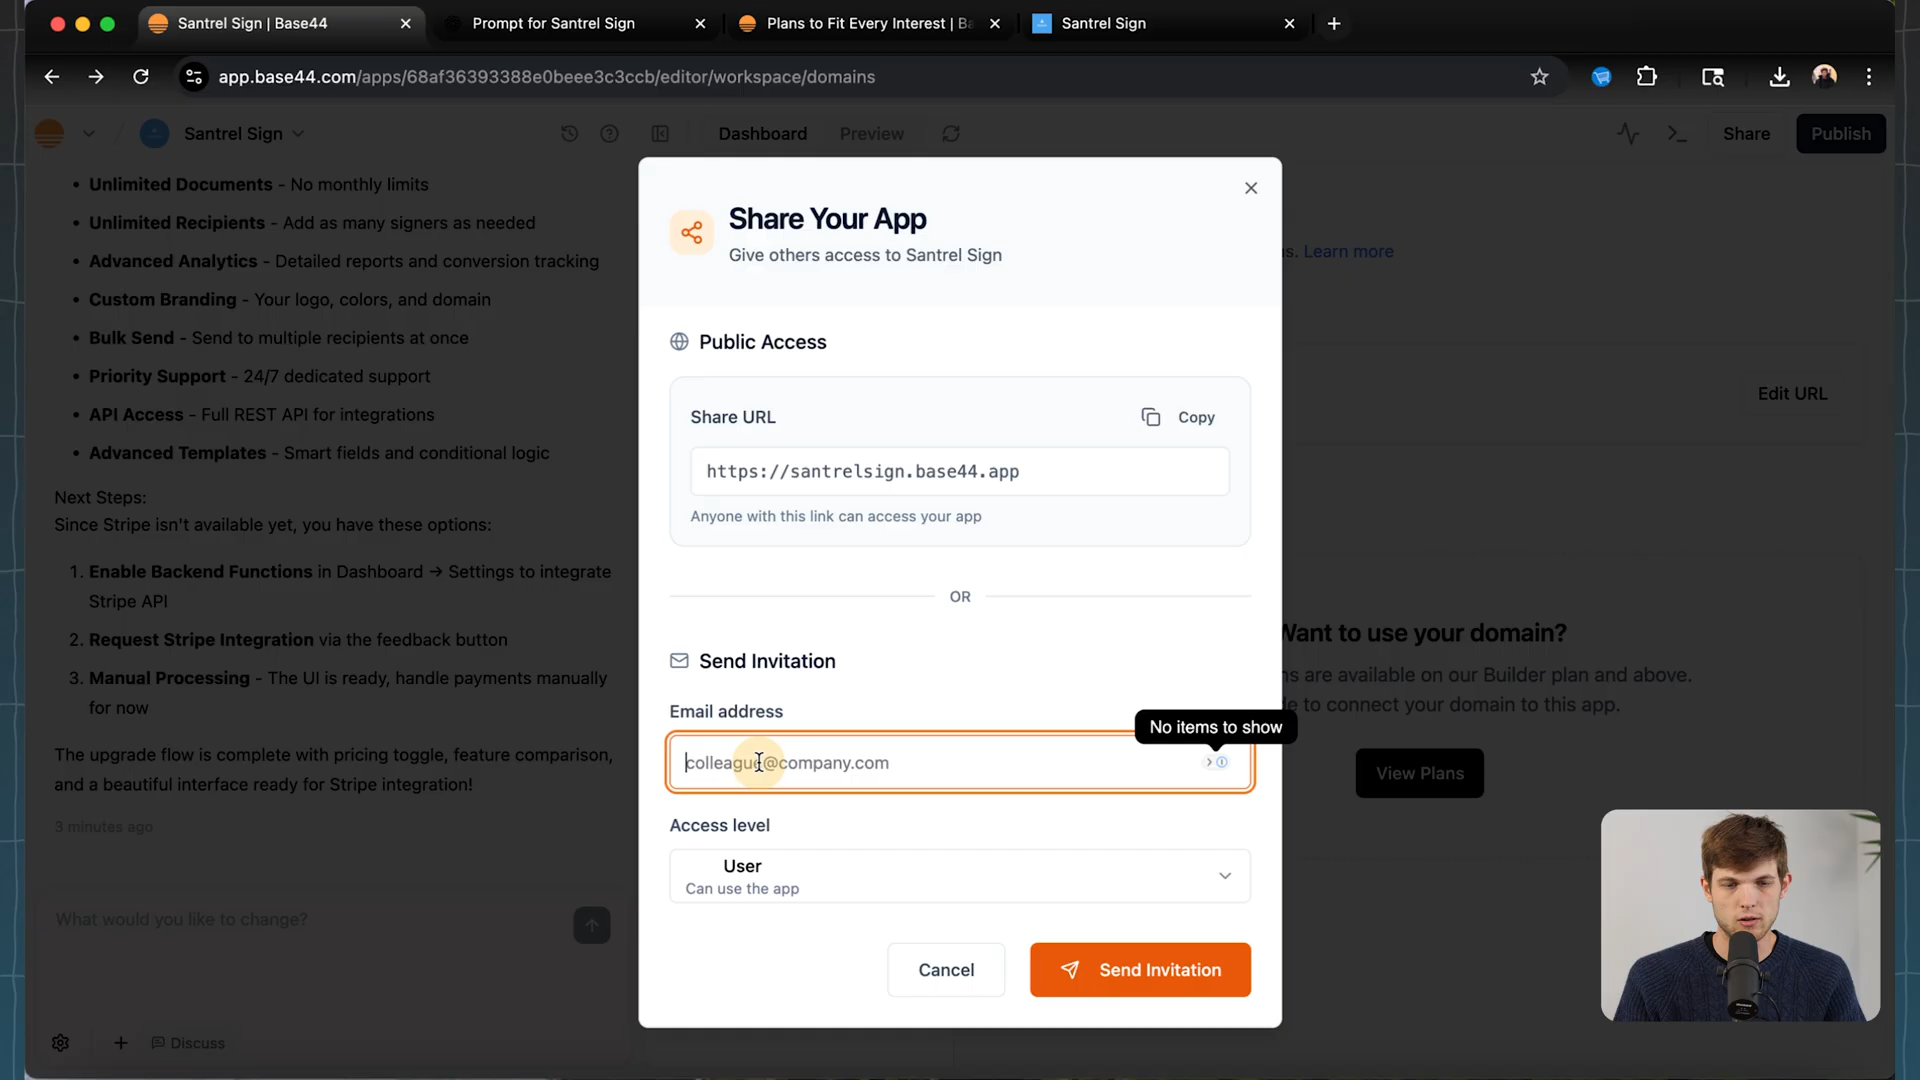 Santrel Sign | Base44
Prompt for Santrel Sign
Plans to Fit Every Interest | Ba
Santrel Sign
app.base44.com/apps/68af36393388e0beee3c3ccb/editor/workspace/domains
Santrel Sign
Dashboard
Preview
Share
Publish
• Unlimited Documents - No monthly limits
• Unlimited Recipients - Add as many signers as needed
• Advanced Analytics - Detailed reports and conversion tracking
• Custom Branding - Your logo, colors, and domain
• Bulk Send - Send to multiple recipients at once
• Priority Support - 24/7 dedicated support
• API Access - Full REST API for integrations
• Advanced Templates - Smart fields and conditional logic
Next Steps:
Since Stripe isn't available yet, you have these options:
1. Enable Backend Functions in Dashboard → Settings to integrate
Stripe API
2. Request Stripe Integration via the feedback button
3. Manual Processing - The UI is ready, handle payments manually
for now
The upgrade flow is complete with pricing toggle, feature comparison,
and a beautiful interface ready for Stripe integration!
3 minutes ago
What would you like to change?
Discuss
Share Your App
Give others access to Santrel Sign
Public Access
Share URL
Copy
https://santrelsign.base44.app
Anyone with this link can access your app
OR
Send Invitation
Email address
No items to show
colleague@company.com
Access level
User
Can use the app
Cancel
Send Invitation
s. Learn more
Edit URL
Want to use your domain?
ns are available on our Builder plan and above.
de to connect your domain to this app.
View Plans